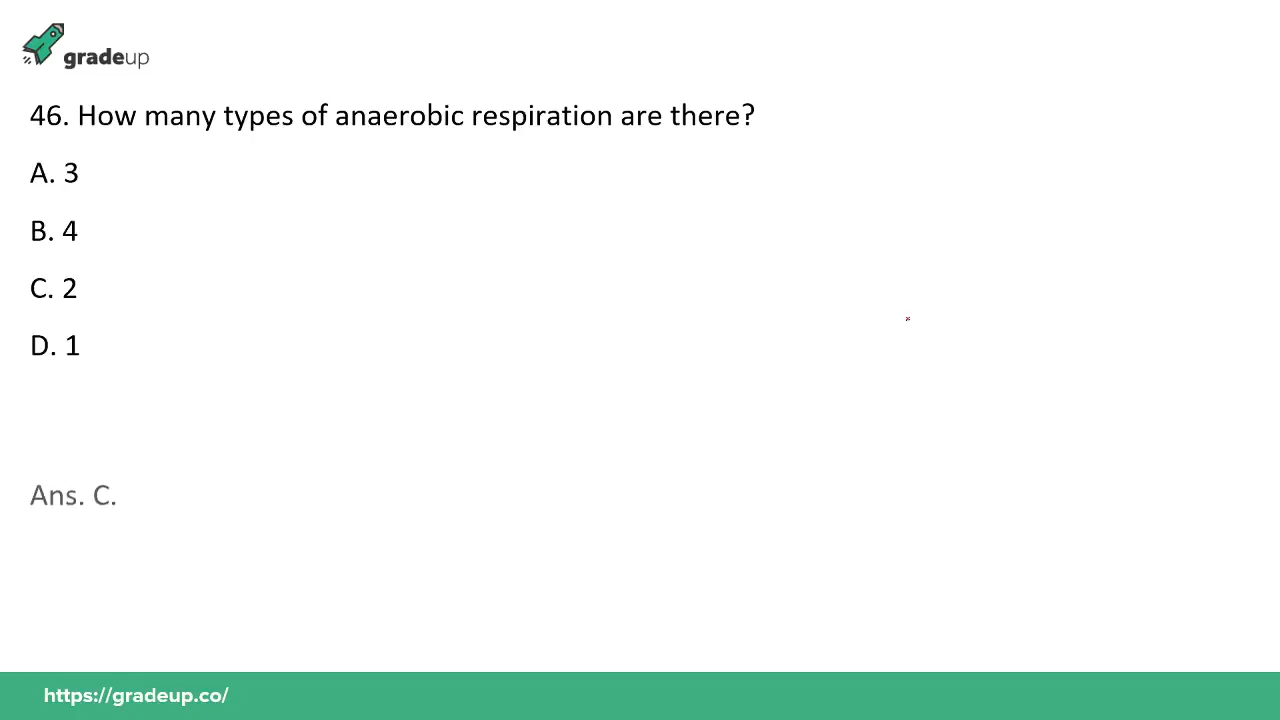 gradeup
46. How many types of anaerobic respiration are there?
A. 3
B. 4
C. 2
D. 1
Ans. C.
https://gradeup.co/